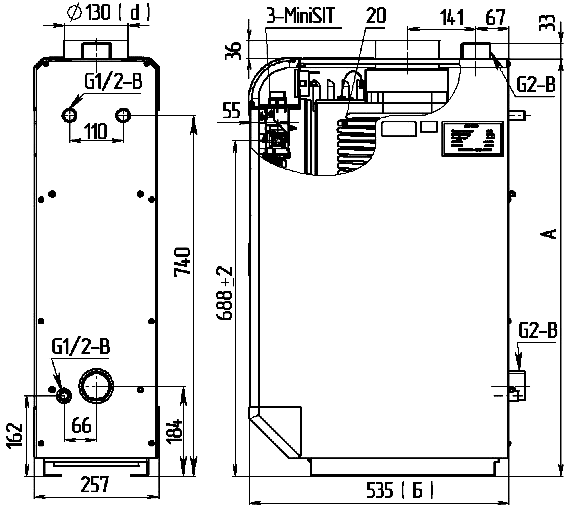 ⌀130 ( d )
3-MiniSIT
20
141
67
33
36
G1/2-B
G2-B
55
110
740
688±2
A
G2-B
G1/2-B
66
162
184
257
535 ( Б )